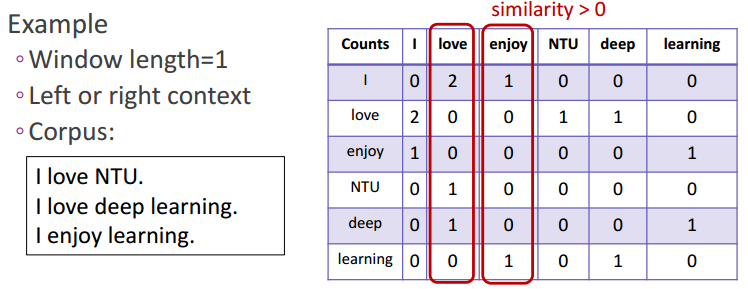 similarity > 0
Example
Window length=1
Left or right context
Corpus:
I love NTU.
I love deep learning.
I enjoy learning.
Counts I love enjoy NTU deep learning
I 0 2 1 0 0 0
love 2 0 0 1 1 0
enjoy 1 0 0 0 0 1
NTU 0 1 0 0 0 0
deep 0 1 0 0 0 1
learning 0 0 1 0 1 0